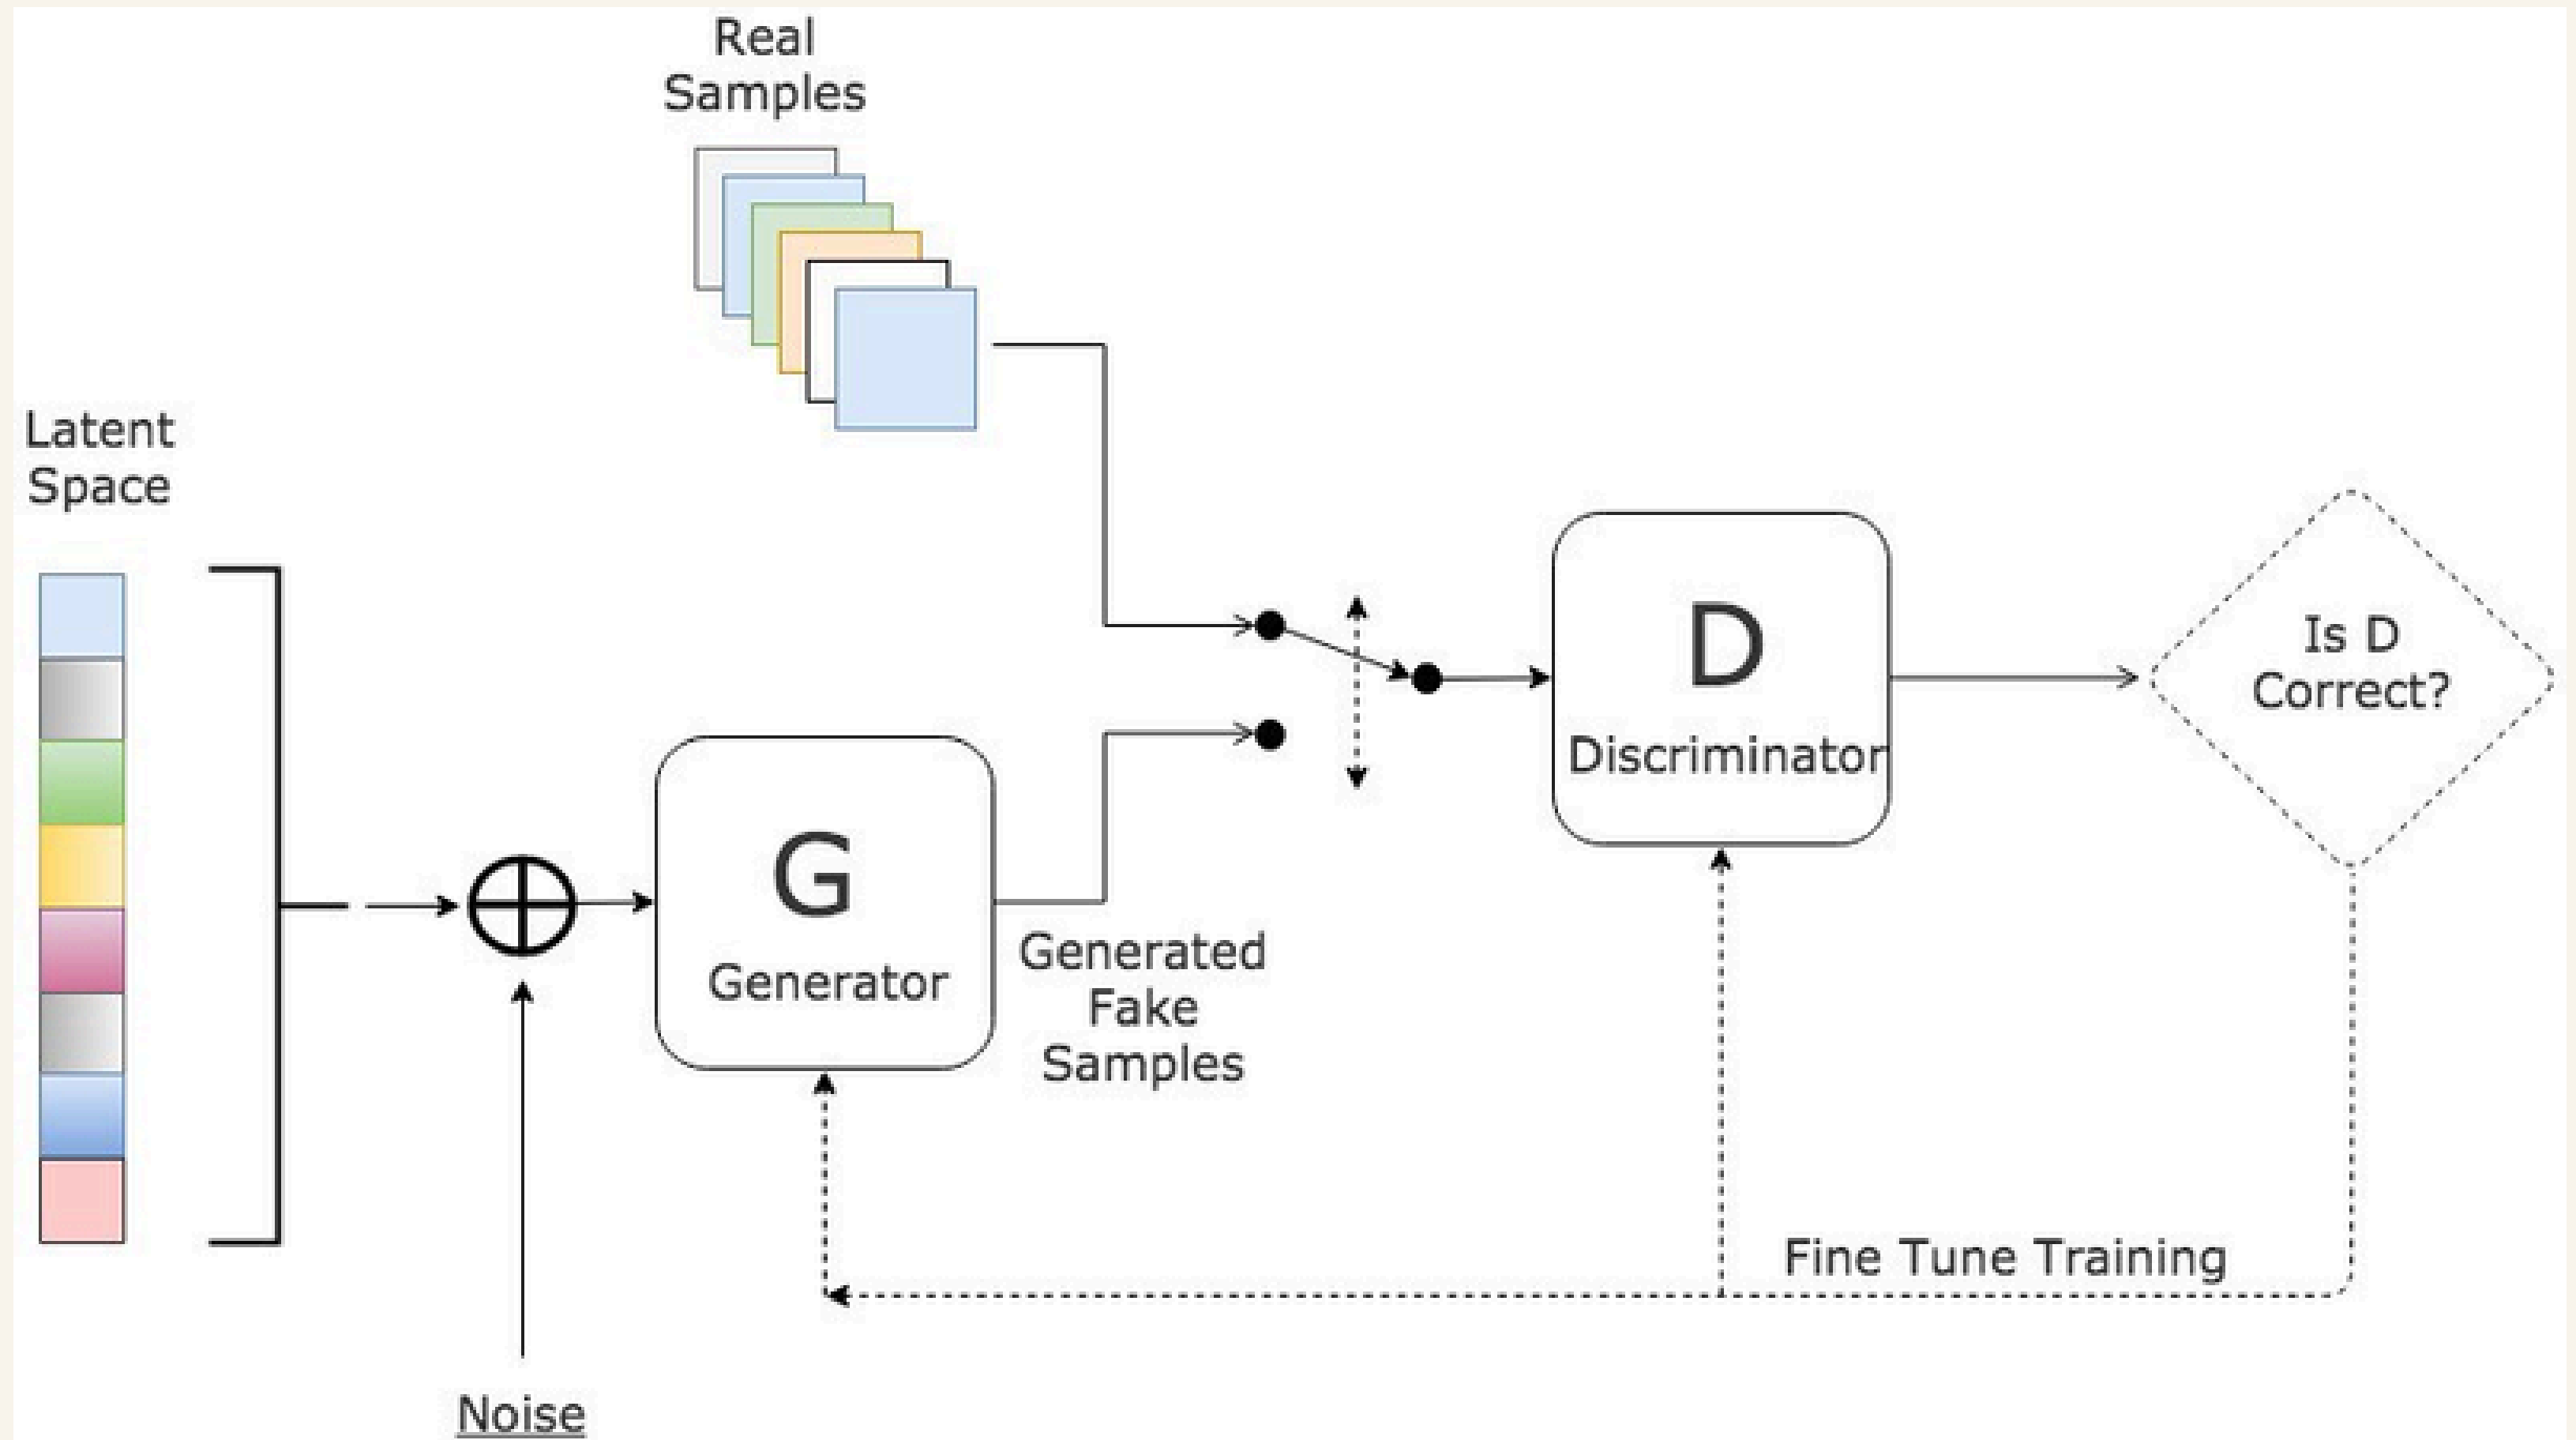 Real
Samples
Latent
Space
Is D
Correct?
D
Discriminator
G
Generator
Generated
Fake
Samples
Fine Tune Training
Noise